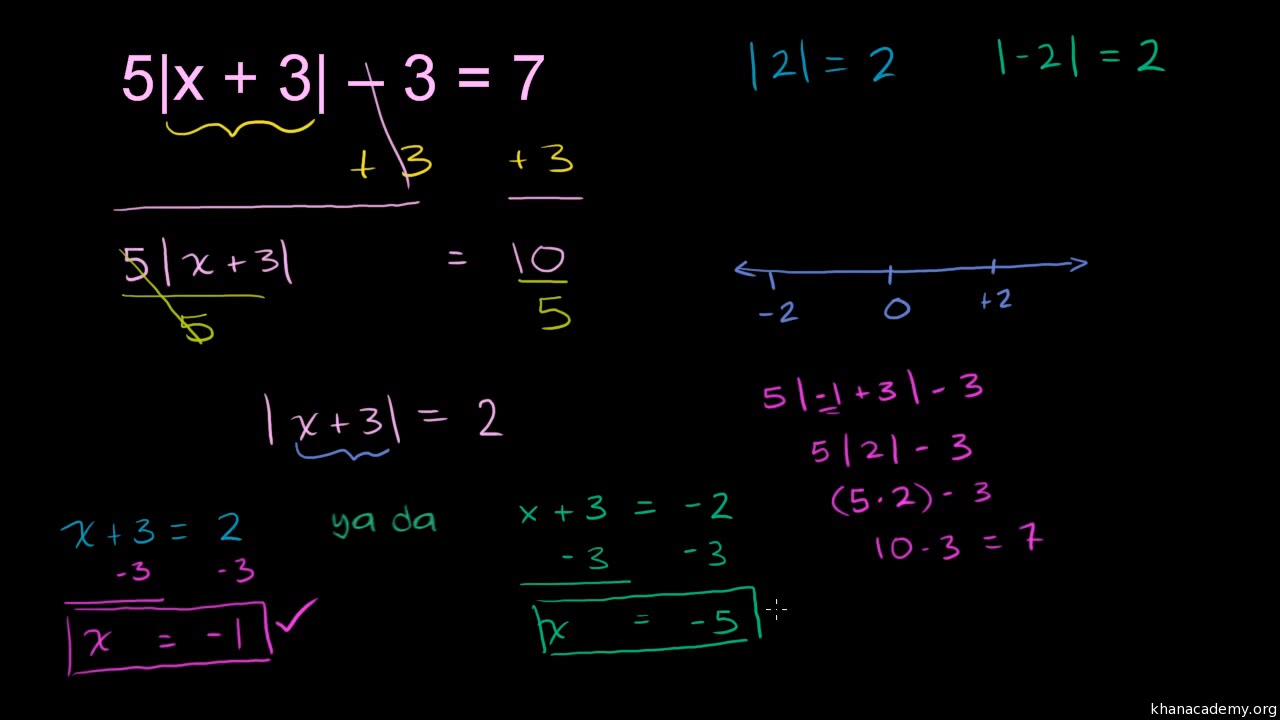 5|x + 3| – 3 = 7
+ 3 + 3
5|x+3| = 10
5 5
|x+3| = 2
x+3 = 2
-3 -3
x = -1 ✓
ya da
x+3 = -2
-3 -3
x = -5
|2| = 2
|-2| = 2
-2 0 +2
5|-1+3| - 3
5|2| - 3
(5·2) - 3
10-3 = 7
khanacademy.org